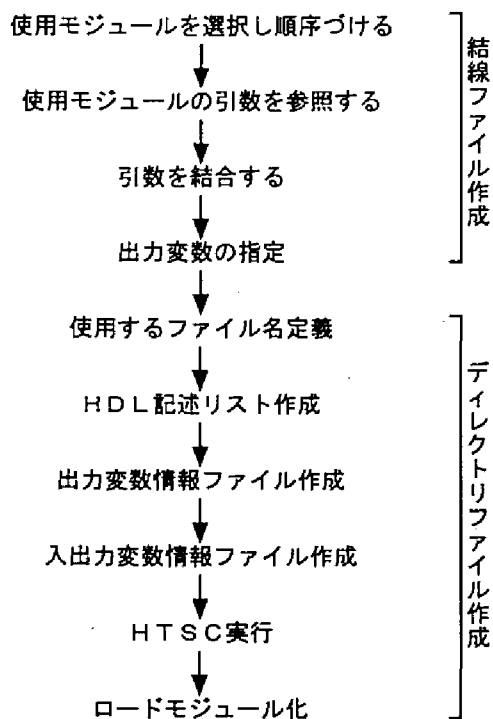 使用モジュールを選択し順序づける
使用モジュールの引数を参照する
引数を結合する
出力変数の指定
結線ファイル作成
使用するファイル名定義
ＨＤＬ記述リスト作成
出力変数情報ファイル作成
入出力変数情報ファイル作成
ＨＴＳＣ実行
ロードモジュール化
ディレクトリファイル作成